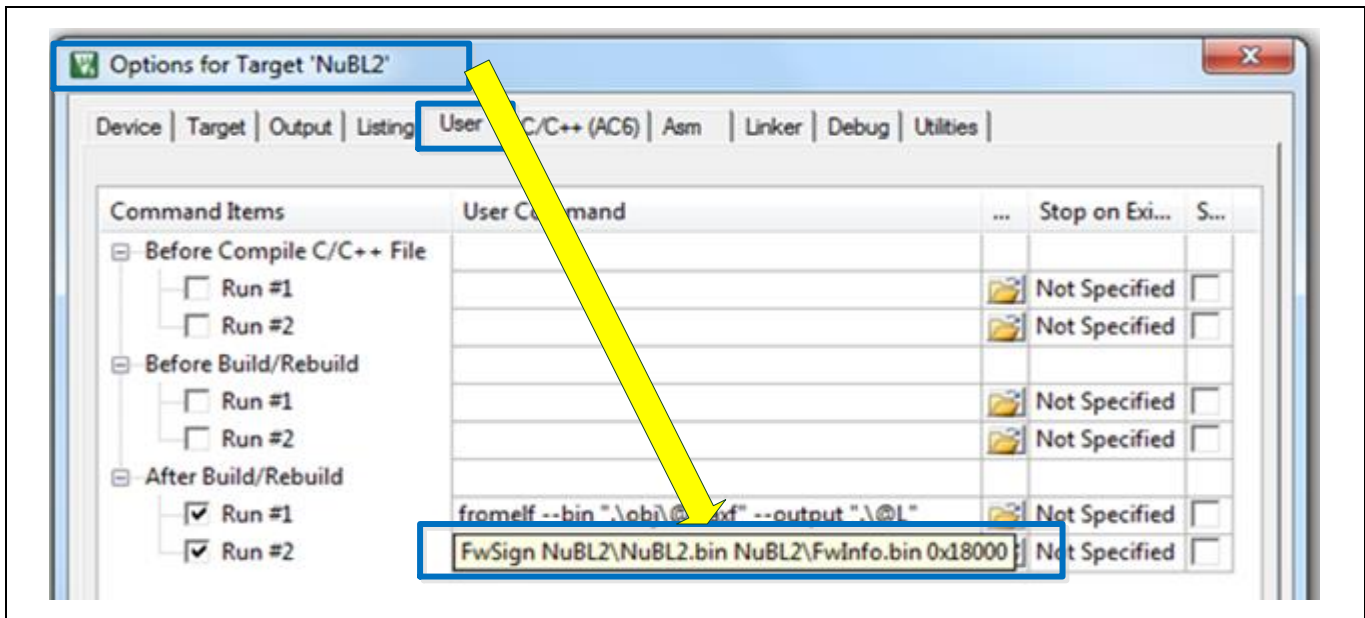 Options for Target 'NuBL2'
Device | Target | Output | Listing User C/C++ (AC6) | Asm | Linker | Debug | Utilities |
Command Items User Command ... Stop on Exi... S...
Before Compile C/C++ File
Run #1 Not Specified
Run #2 Not Specified
Before Build/Rebuild
Run #1 Not Specified
Run #2 Not Specified
After Build/Rebuild
Run #1 fromelf --bin --output ".\@L" Not Specified
Run #2 FwSign NuBL2\NuBL2.bin NuBL2\FwInfo.bin 0x18000 Not Specified